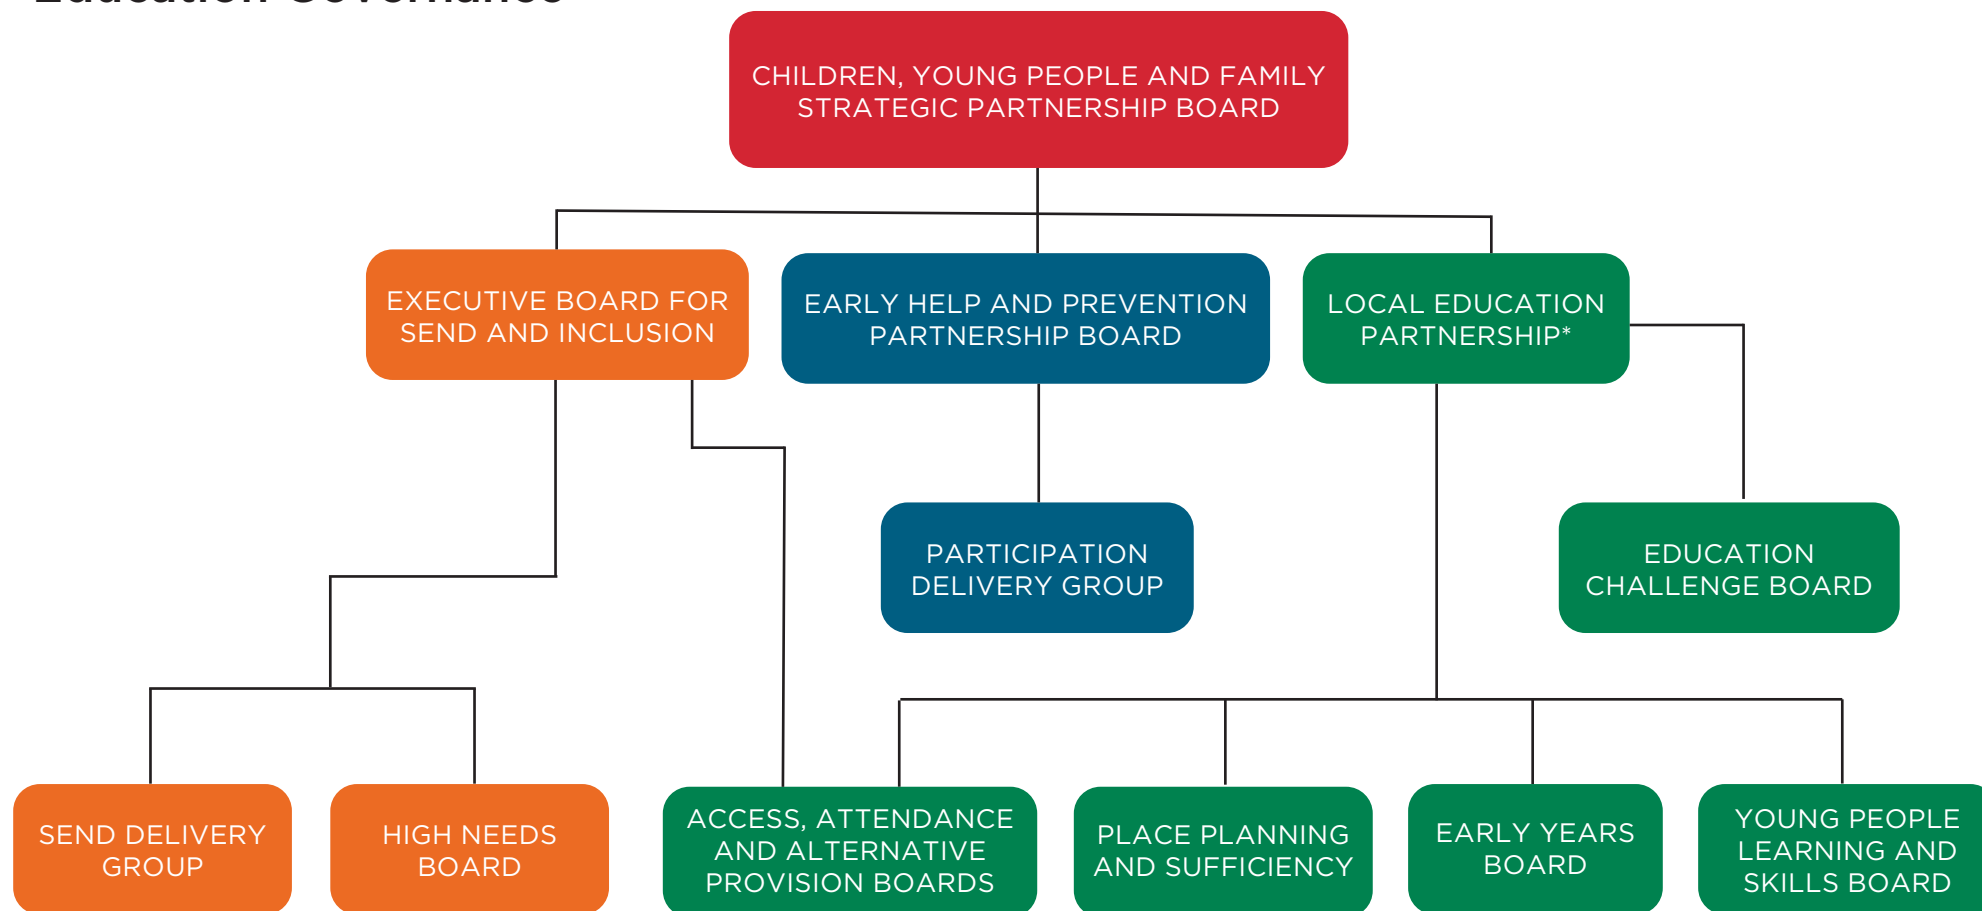 Education Governance
CHILDREN, YOUNG PEOPLE AND FAMILY
STRATEGIC PARTNERSHIP BOARD
EXECUTIVE BOARD FOR
SEND AND INCLUSION
EARLY HELP AND PREVENTION
PARTNERSHIP BOARD
LOCAL EDUCATION
PARTNERSHIP*
PARTICIPATION
DELIVERY GROUP
EDUCATION
CHALLENGE BOARD
SEND DELIVERY
GROUP
HIGH NEEDS
BOARD
ACCESS, ATTENDANCE
AND ALTERNATIVE
PROVISION BOARDS
PLACE PLANNING
AND SUFFICIENCY
EARLY YEARS
BOARD
YOUNG PEOPLE
LEARNING AND
SKILLS BOARD